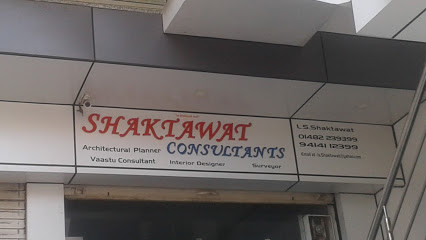 SHAKTAWAT
CONSULTANTS
Architectural Planner
Vaastu Consultant Interior Designer Surveyor
L.S.Shaktawat
01482 239399
94141 12399